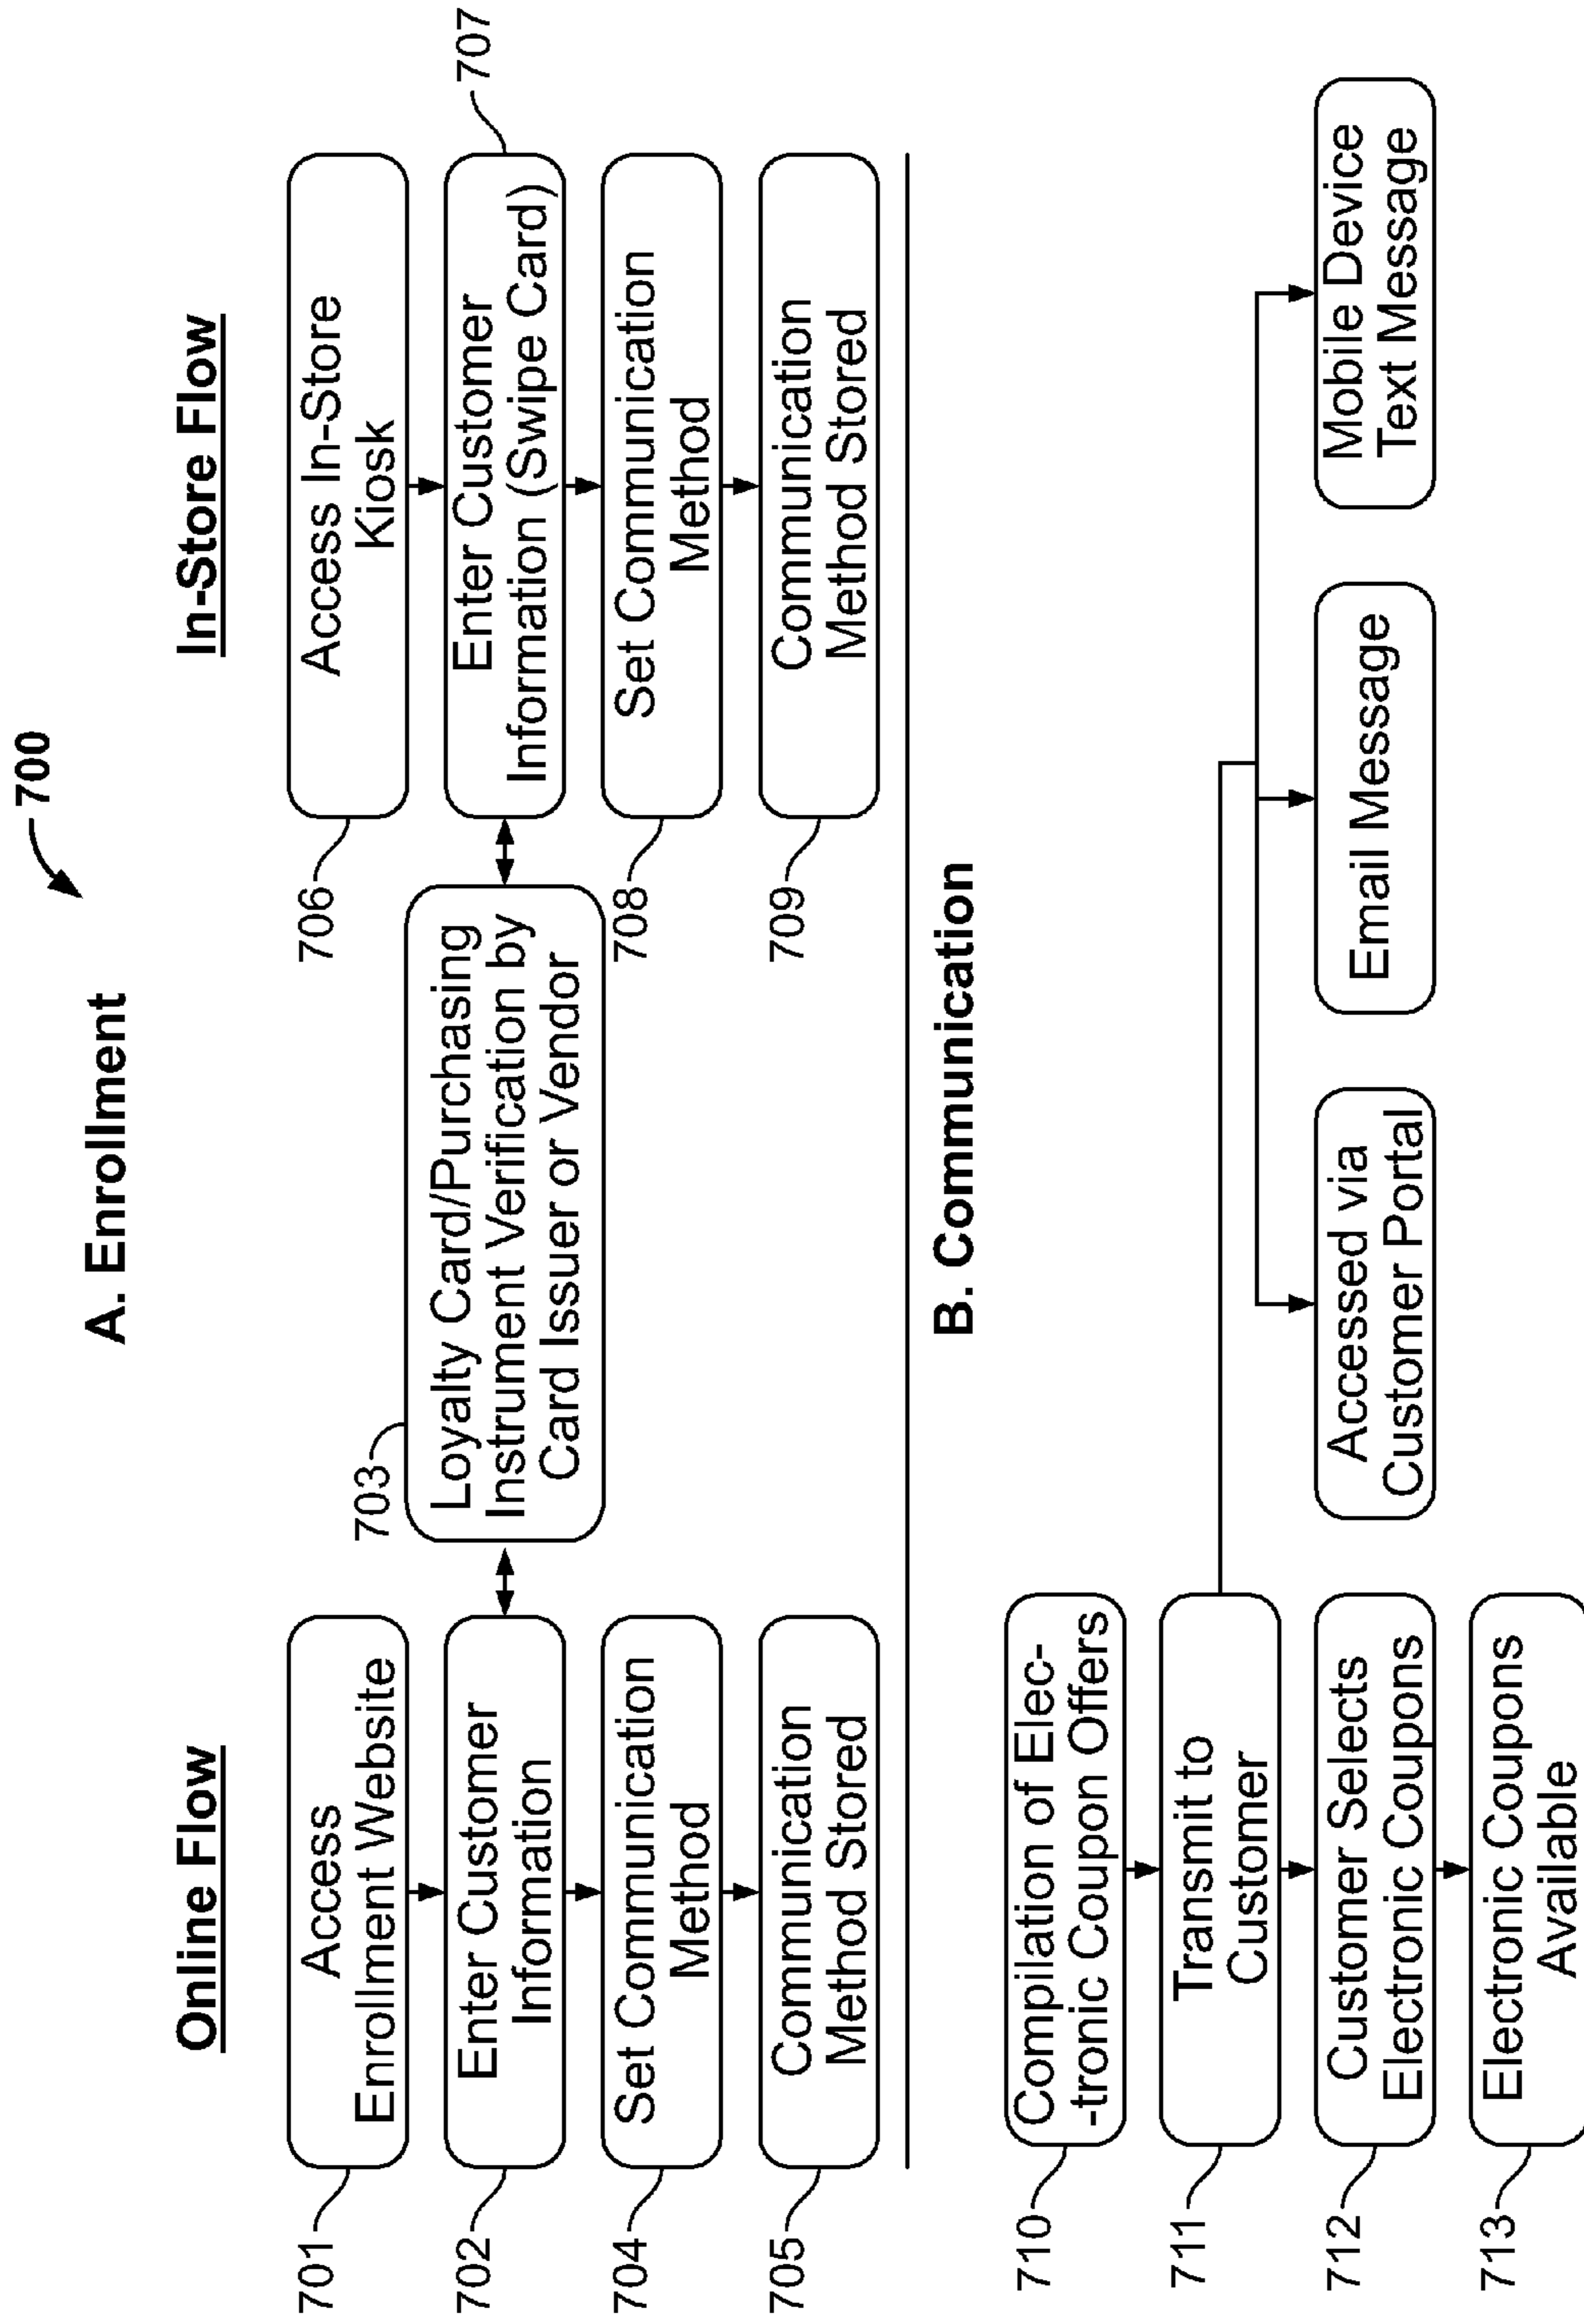 700
A. Enrollment
Online Flow
In-Store Flow
701
Access
Enrollment Website
706
Access In-Store
Kiosk
702
Enter Customer
Information
703
Loyalty Card/Purchasing
Instrument Verification by
Card Issuer or Vendor
Enter Customer
Information (Swipe Card)
707
704
Set Communication
Method
708
Set Communication
Method
705
Communication
Method Stored
709
Communication
Method Stored
B. Communication
710
Compilation of Elec-
-tronic Coupon Offers
711
Transmit to
Customer
712
Customer Selects
Electronic Coupons
Accessed via
Customer Portal
Email Message
Mobile Device
Text Message
713
Electronic Coupons
Available